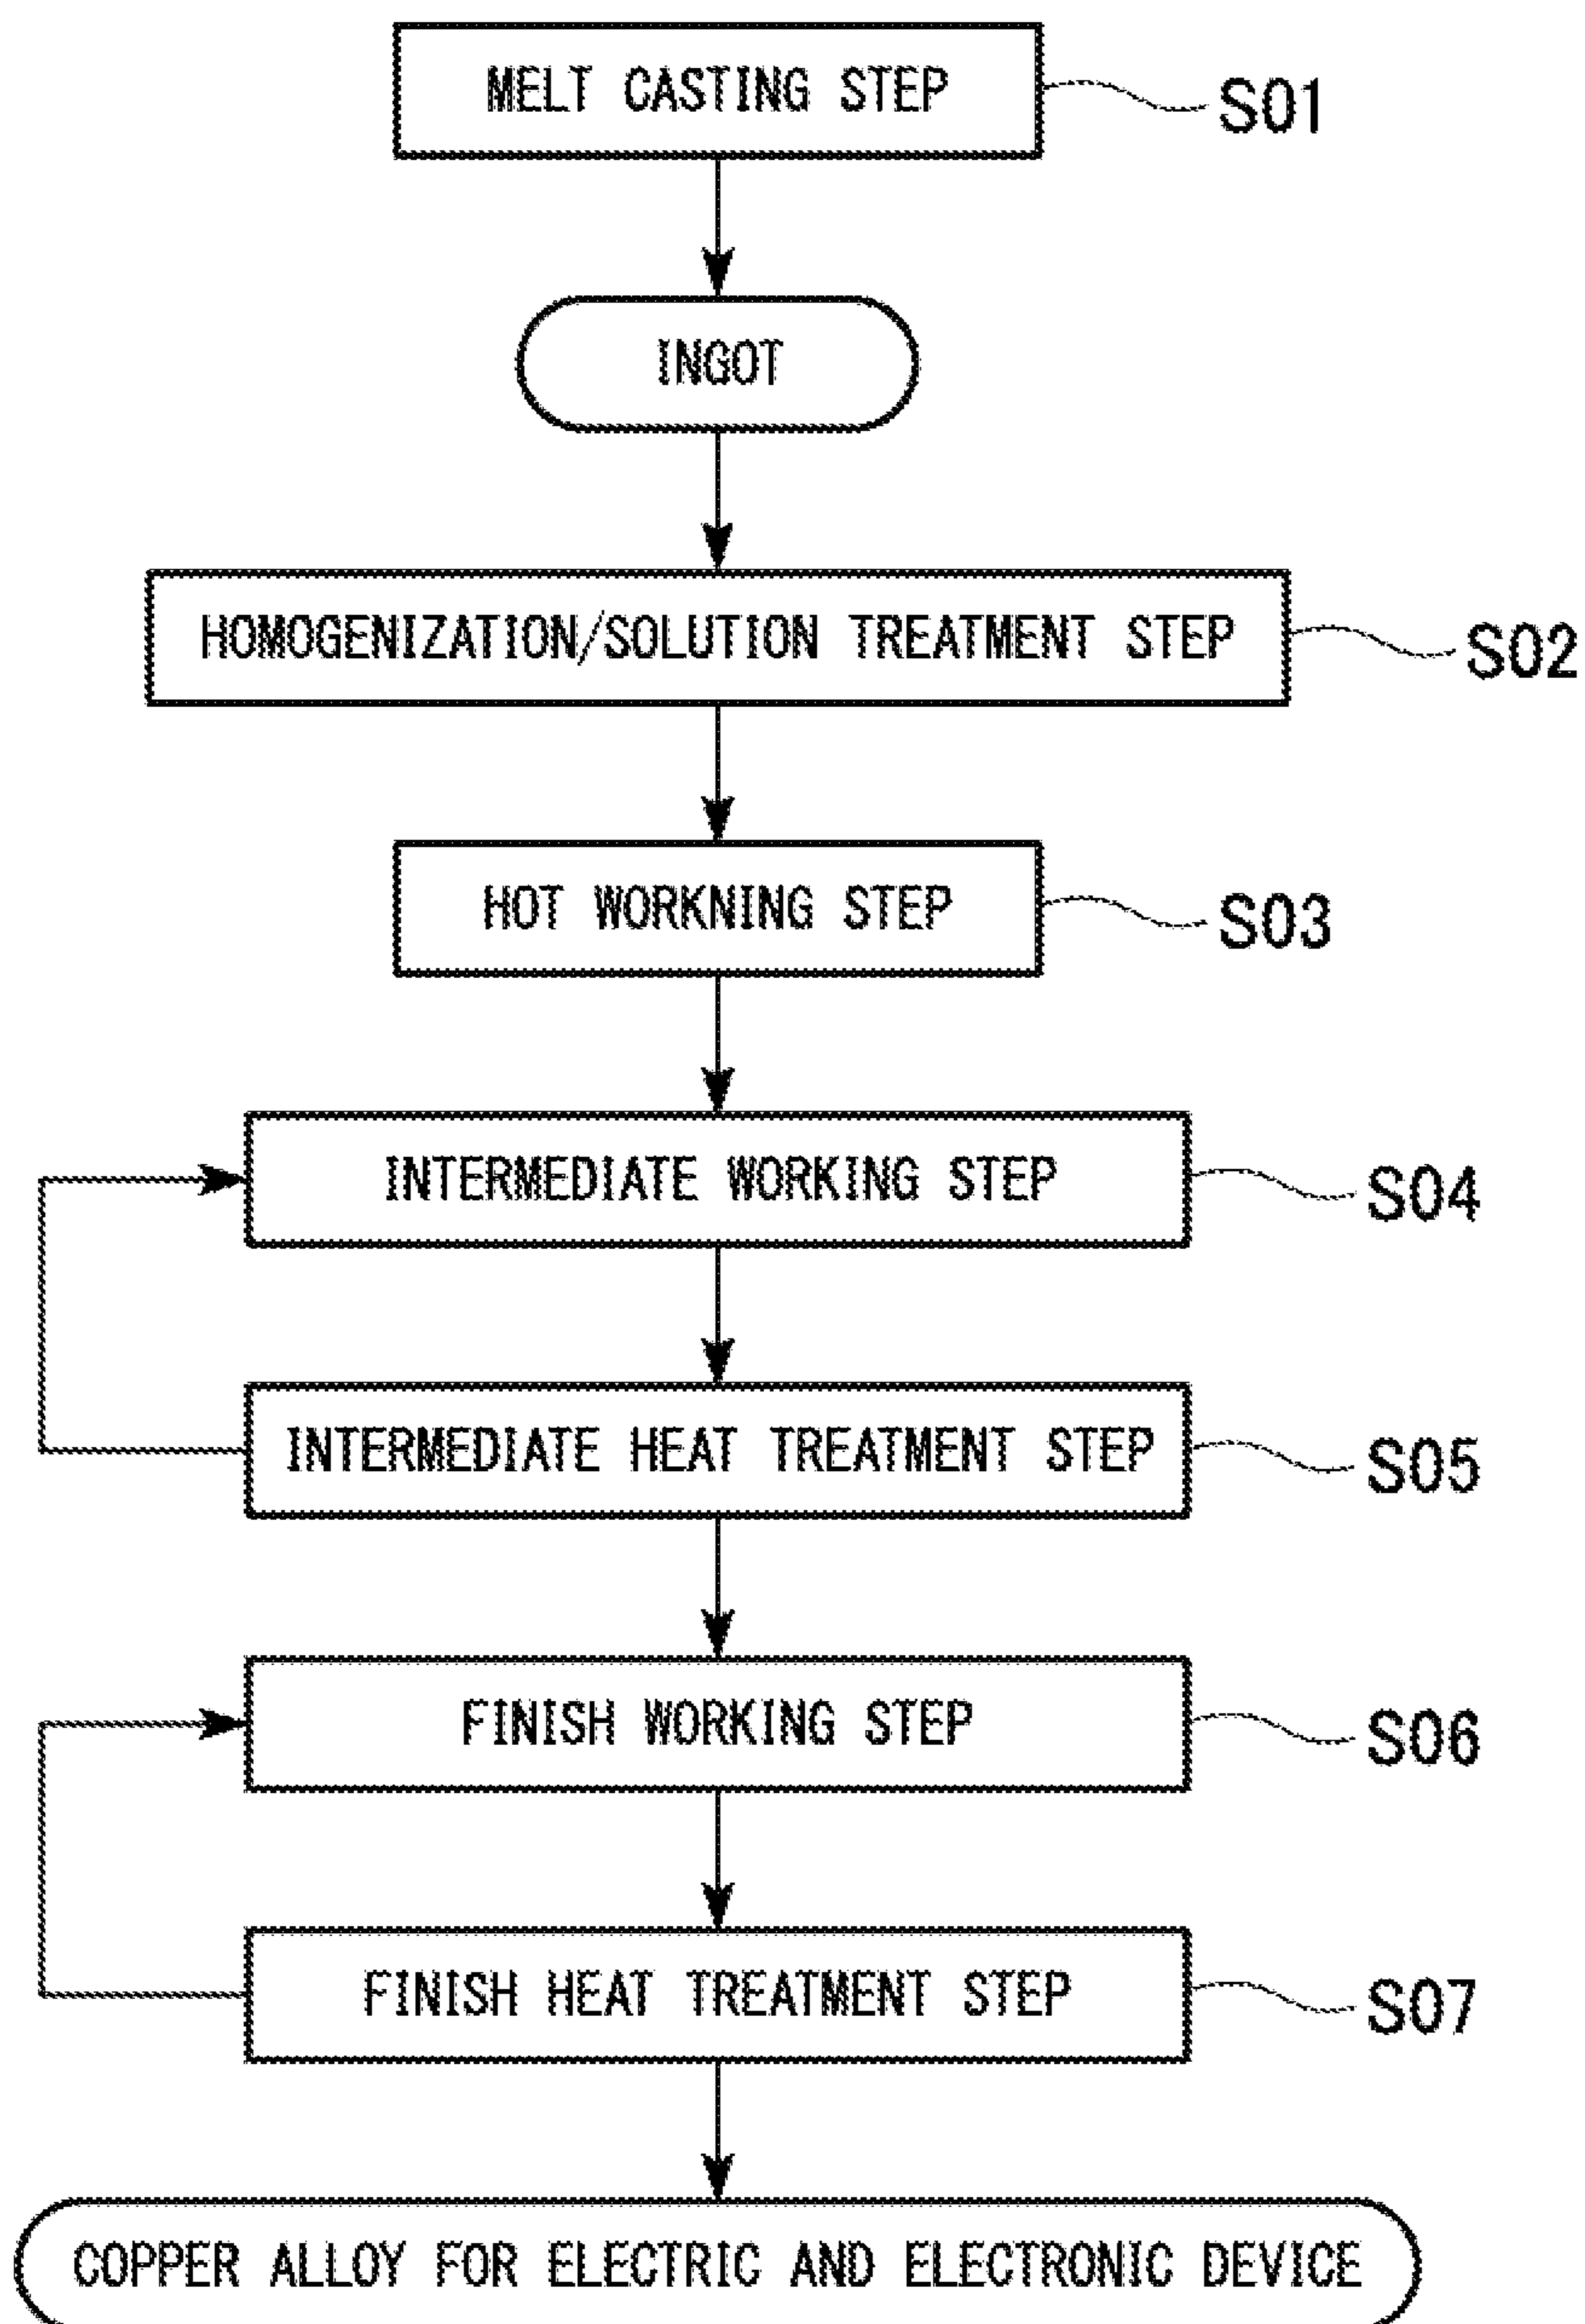 MELT CASTING STEP
S01
INGOT
HOMOGENIZATION/SOLUTION TREATMENT STEP
S02
HOT WORKNING STEP
S03
INTERMEDIATE WORKING STEP
S04
INTERMEDIATE HEAT TREATMENT STEP
S05
FINISH WORKING STEP
S06
FINISH HEAT TREATMENT STEP
S07
COPPER ALLOY FOR ELECTRIC AND ELECTRONIC DEVICE